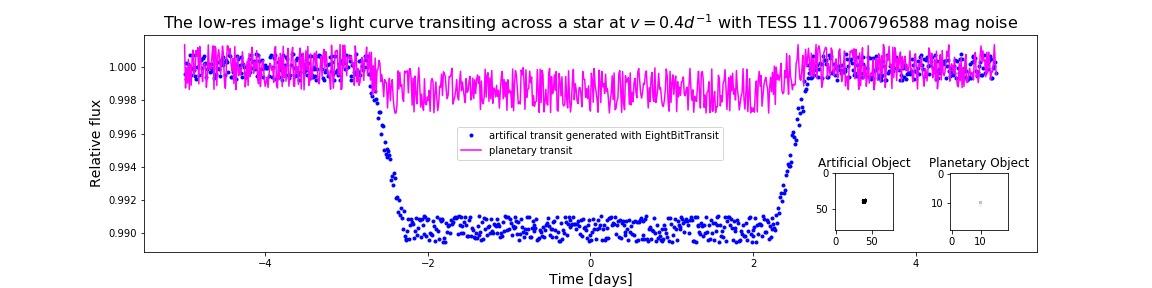 The low-res image's light curve transiting across a star at v = 0.4d⁻¹ with TESS 11.7006796588 mag noise
Relative flux
1.000
0.998
0.996
0.994
0.992
0.990
artifical transit generated with EightBitTransit
planetary transit
Artificial Object
0
50
0 50
Planetary Object
0
10
0 10
−4 −2 0 2 4
Time [days]